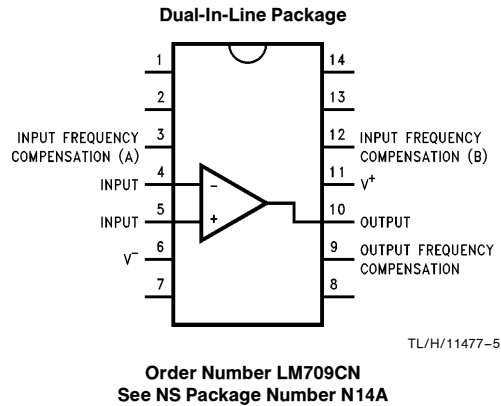 Dual-In-Line Package
1
14
2
13
INPUT FREQUENCY
COMPENSATION (A)
3
12
INPUT FREQUENCY
COMPENSATION (B)
INPUT
4
−
11
V+
INPUT
5
+
10
OUTPUT
V−
6
9
OUTPUT FREQUENCY
COMPENSATION
7
8
TL/H/11477–5
Order Number LM709CN
See NS Package Number N14A